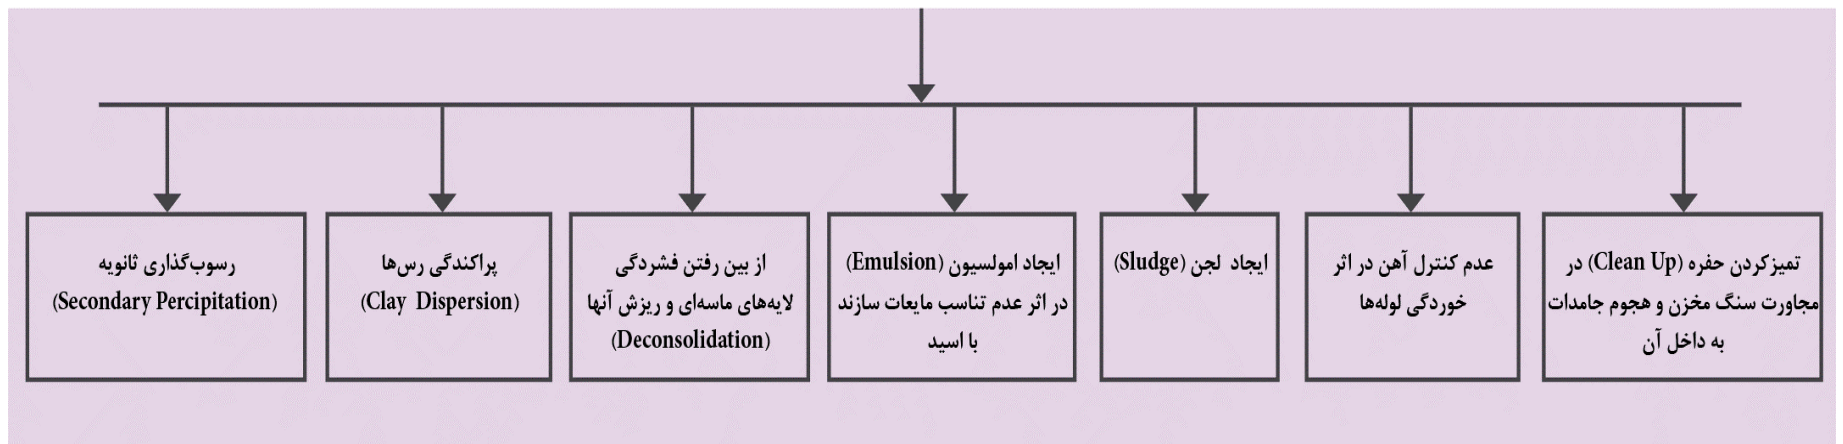 تمیزکردن حفره (Clean Up) در
مجاورت سنگ مخزن و هجوم جامدات
به داخل آن
عدم کنترل آهن در اثر
خوردگی لوله‌ها
ایجاد لجن (Sludge)
ایجاد امولسیون (Emulsion)
در اثر عدم تناسب مایعات سازند
با اسید
از بین رفتن فشردگی
لایه‌های ماسه‌ای و ریزش آنها
(Deconsolidation)
پراکندگی رس‌ها
(Clay Dispersion)
رسوب‌گذاری ثانویه
(Secondary Percipitation)